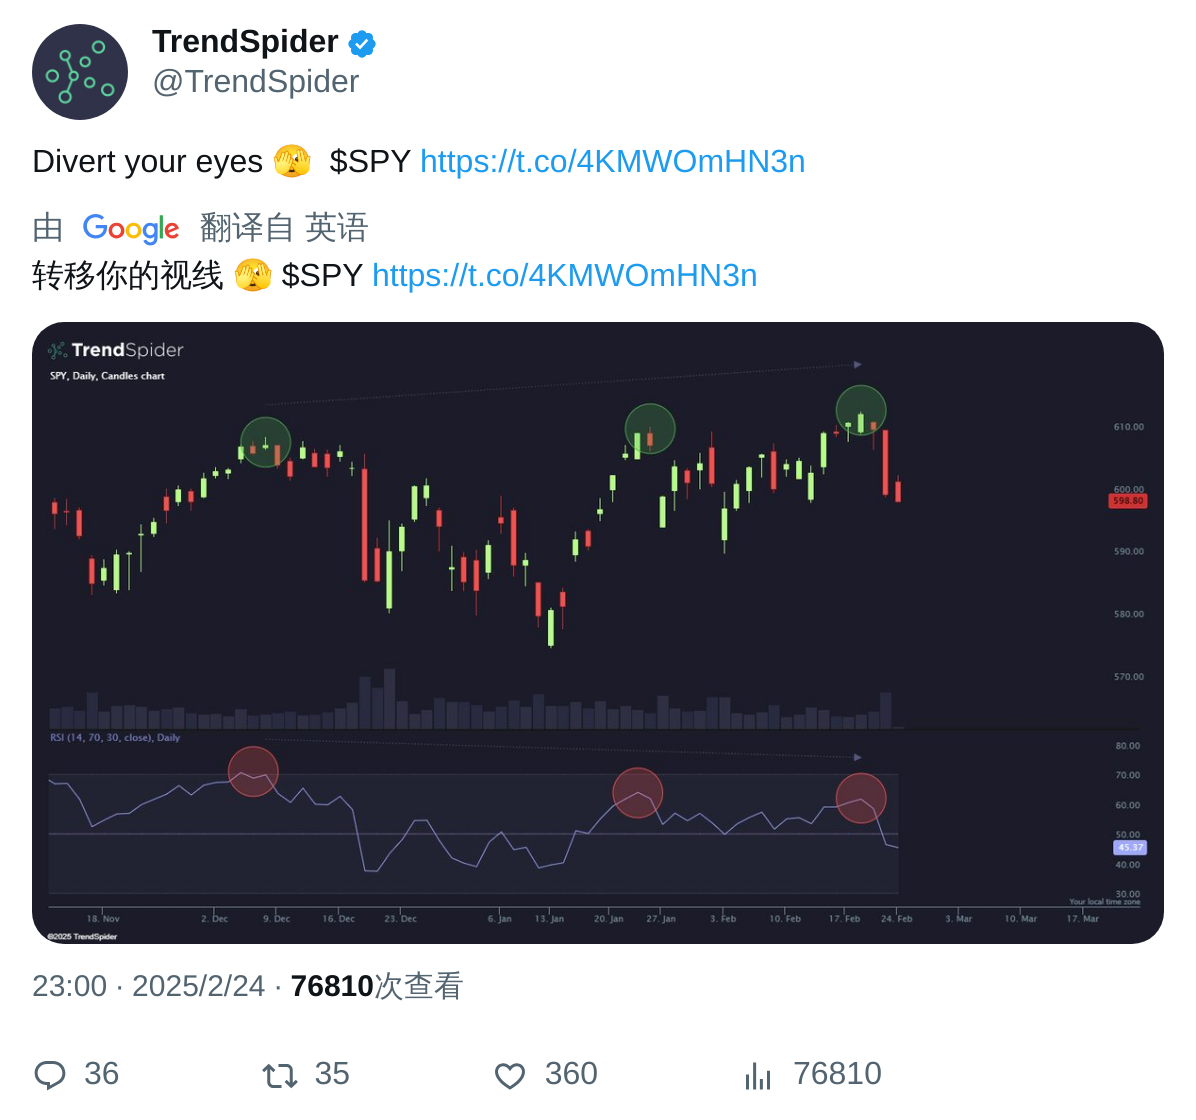 TrendSpider
@TrendSpider
Divert your eyes 🫣 $SPY https://t.co/4KMWOmHN3n
由 Google 翻译自 英语
转移你的视线 🫣 $SPY https://t.co/4KMWOmHN3n
TrendSpider
SPY, Daily, Candles chart
610.00
600.00
598.80
590.00
580.00
570.00
RSI (14, 70, 30, close), Daily
80.00
70.00
60.00
50.00
45.37
40.00
30.00
Your local time zone
18. Nov 2. Dec 9. Dec 16. Dec 23. Dec 6. Jan 13. Jan 20. Jan 27. Jan 3. Feb 10. Feb 17. Feb 24. Feb 3. Mar 10. Mar 17. Mar
©2025 TrendSpider
23:00 · 2025/2/24 · 76810次查看
36 35 360 76810